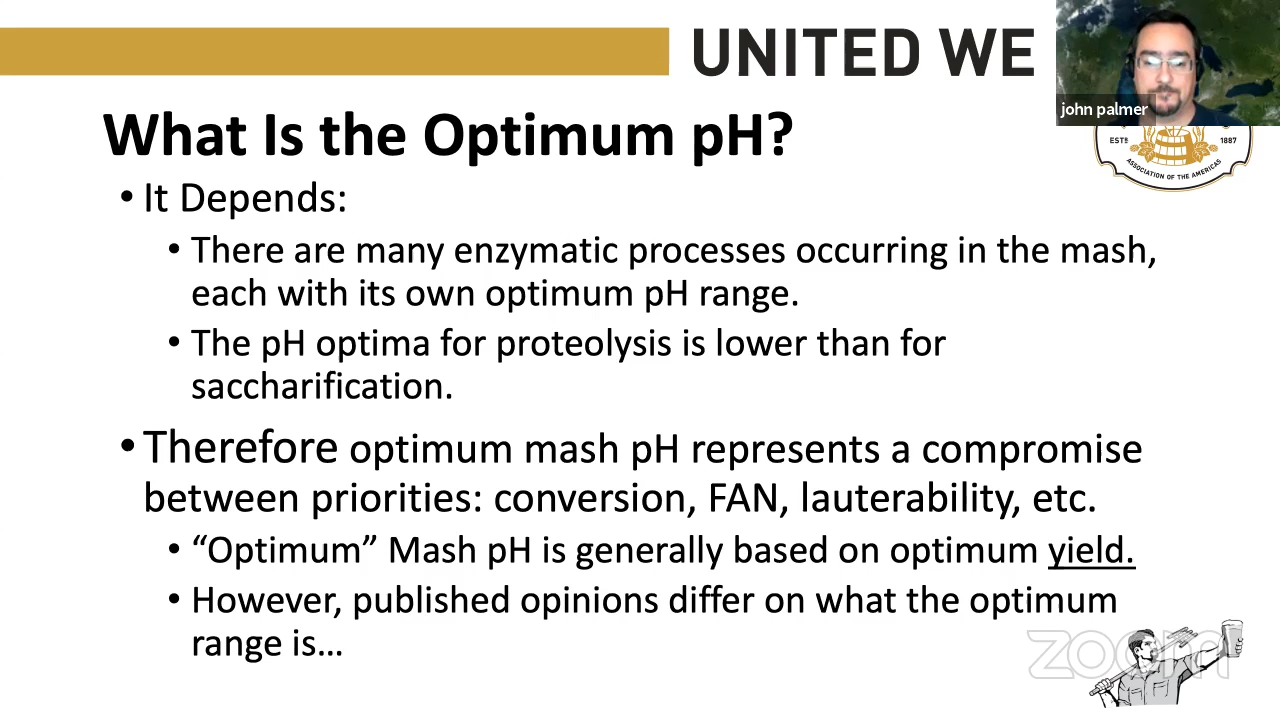 UNITED WE
john palmer
EST
1887
ASSOCIATION OF THE AMERICAS
What Is the Optimum pH?
• It Depends:
• There are many enzymatic processes occurring in the mash,
each with its own optimum pH range.
• The pH optima for proteolysis is lower than for
saccharification.
• Therefore optimum mash pH represents a compromise
between priorities: conversion, FAN, lauterability, etc.
• “Optimum” Mash pH is generally based on optimum yield.
• However, published opinions differ on what the optimum
range is…
zoom